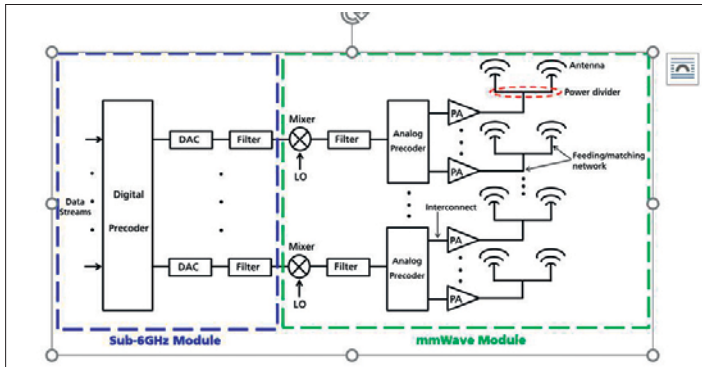 Antenna
Power divider
PA
Mixer
DAC
Filter
Filter
Analog
Precoder
PA
LO
Feeding/matching
network
Data
Streams
Digital
Precoder
Interconnect
Mixer
PA
DAC
Filter
Filter
Analog
Precoder
PA
LO
Sub-6GHz Module
mmWave Module